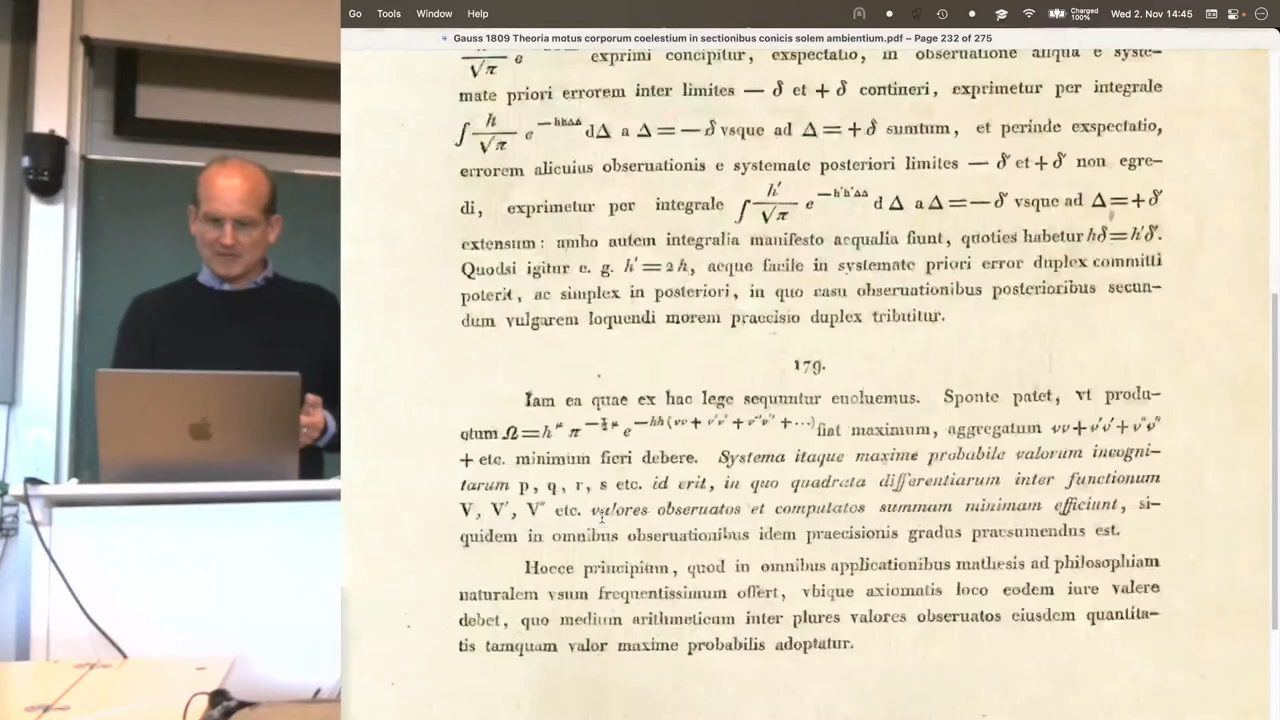 Go Tools Window Help
Charged 100% Wed 2. Nov 14:45
Gauss 1809 Theoria motus corporum coelestium in sectionibus conicis solem ambientium.pdf – Page 232 of 275
√π e exprimi concipitur, exspectatio, in obseruatione aliqua e syste–
mate priori errorem inter limites — δ et + δ contineri, exprimetur per integrale
∫ h/√π e^{—hhΔΔ} dΔ a Δ=—δ vsque ad Δ=+δ sumtum, et perinde exspectatio,
errorem alicuius obseruationis e systemate posteriori limites — δ' et + δ' non egre–
di, exprimetur per integrale ∫ h'/√π e^{—h'h'ΔΔ} d Δ a Δ=—δ' vsque ad Δ=+δ'
extensum: ambo autem integralia manifesto aequalia fiunt, quoties habetur hδ=h'δ'.
Quodsi igitur e. g. h'=2h, aeque facile in systemate priori error duplex committi
poterit, ac simplex in posteriori, in quo casu obseruationibus posterioribus secun–
dum vulgarem loquendi morem praecisio duplex tribuitur.
179.
Iam ea quae ex hac lege sequuntur euoluemus. Sponte patet, vt produ–
ctum Ω=h^μ π^{—½μ} e^{—hh(vv+v'v'+v''v''+...)} fiat maximum, aggregatum vv+v'v'+v''v''
+ etc. minimum fieri debere. Systema itaque maxime probabile valorum incogni–
tarum p, q, r, s etc. id erit, in quo quadrata differentiarum inter functionum
V, V', V'' etc. valores obseruatos et computatos summam minimam efficiunt, si–
quidem in omnibus obseruationibus idem praecisionis gradus praesumendus est.
Hocce principium, quod in omnibus applicationibus mathesis ad philosophiam
naturalem vsum frequentissimum offert, vbique axiomatis loco eodem iure valere
debet, quo medium arithmeticum inter plures valores obseruatos eiusdem quantita–
tis tamquam valor maxime probabilis adoptatur.